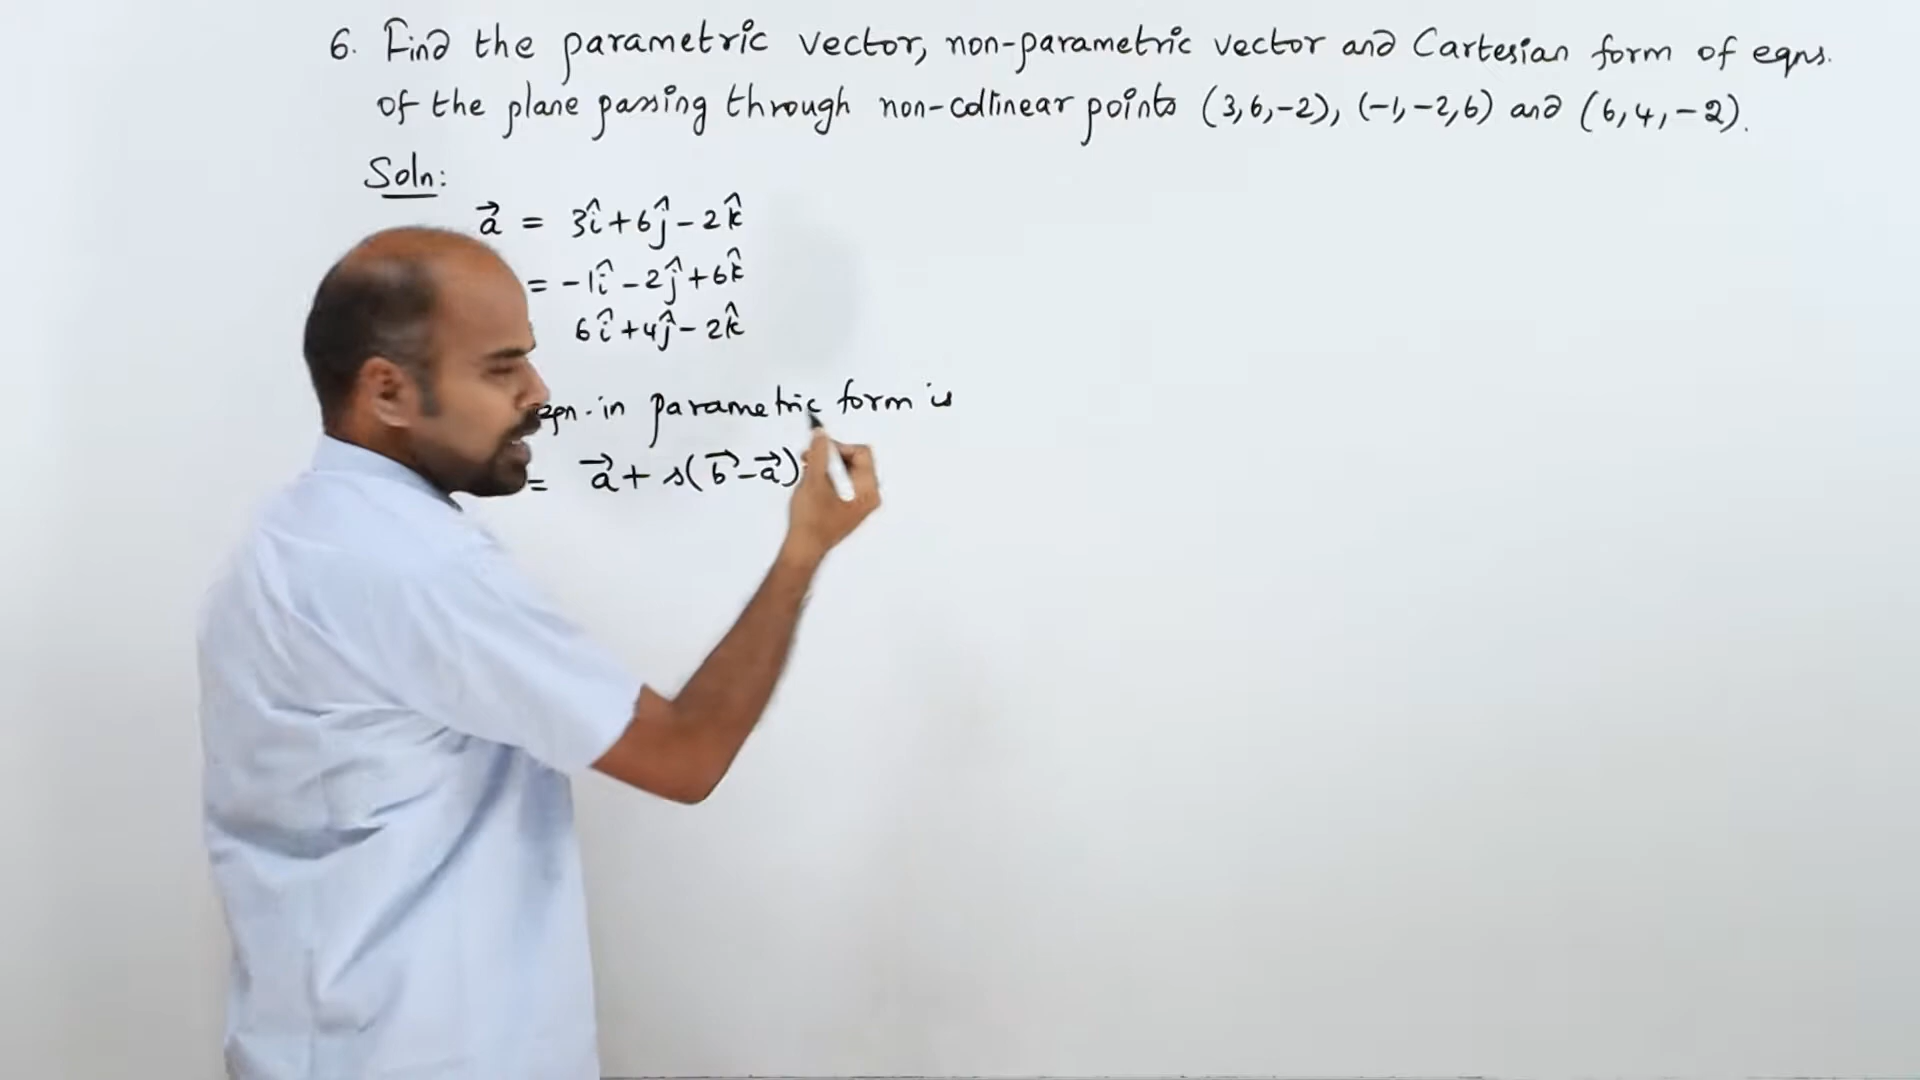 6. Find the parametric vector, non-parametric vector and Cartesian form of eqns.
of the plane passing through non-collinear points (3,6,-2), (-1,-2,6) and (6,4,-2).
Soln:
a⃗ = 3î+6ĵ-2k̂
= -1î-2ĵ+6k̂
6î+4ĵ-2k̂
eqn. in parametric form is
= a⃗+s(b⃗-a⃗)